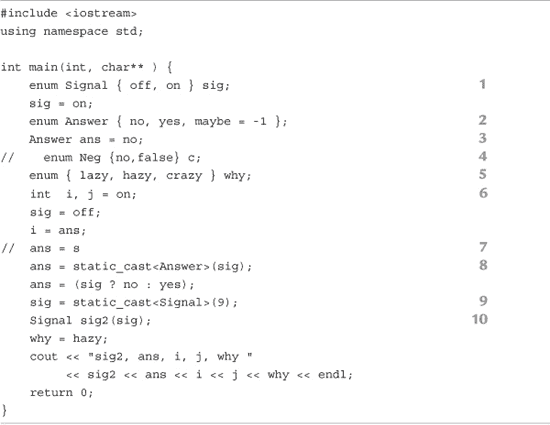 #include <iostream>
using namespace std;
int main(int, char** ) {
    enum Signal { off, on } sig; 1
    sig = on;
    enum Answer { no, yes, maybe = -1 }; 2
    Answer ans = no; 3
//    enum Neg {no,false} c; 4
    enum { lazy, hazy, crazy } why; 5
    int  i, j = on; 6
    sig = off;
    i = ans;
//  ans = s 7
    ans = static_cast<Answer>(sig); 8
    ans = (sig ? no : yes);
    sig = static_cast<Signal>(9); 9
    Signal sig2(sig); 10
    why = hazy;
    cout << "sig2, ans, i, j, why "
         << sig2 << ans << i << j << why << endl;
    return 0;
}